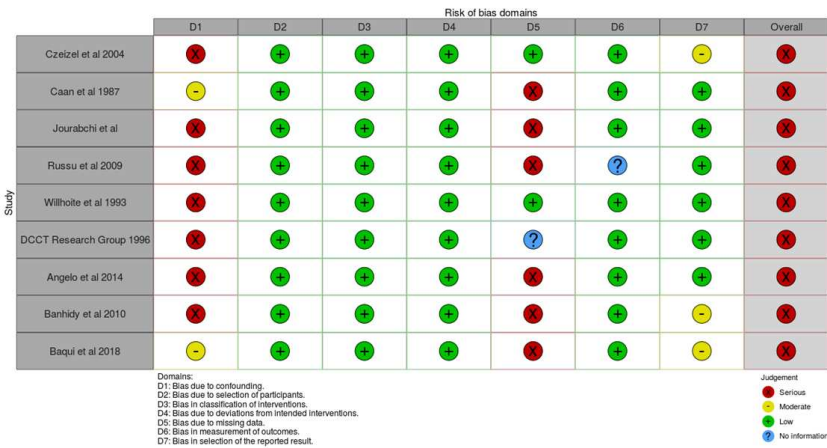 Risk of bias domains
D1 D2 D3 D4 D5 D6 D7 Overall
Study
Czeizel et al 2004 X + + + + + - X
Caan et al 1987 - + + + X + + X
Jourabchi et al X + + + X + + X
Russu et al 2009 X + + + X ? + X
Willhoite et al 1993 X + + + + + + X
DCCT Research Group 1996 X + + + ? + + X
Angelo et al 2014 X + + + X + + X
Banhidy et al 2010 X + + + X + - X
Baqui et al 2018 - + + + X + - X
Domains:
D1: Bias due to confounding.
D2: Bias due to selection of participants.
D3: Bias in classification of interventions.
D4: Bias due to deviations from intended interventions.
D5: Bias due to missing data.
D6: Bias in measurement of outcomes.
D7: Bias in selection of the reported result.
Judgement
X Serious
- Moderate
+ Low
? No information